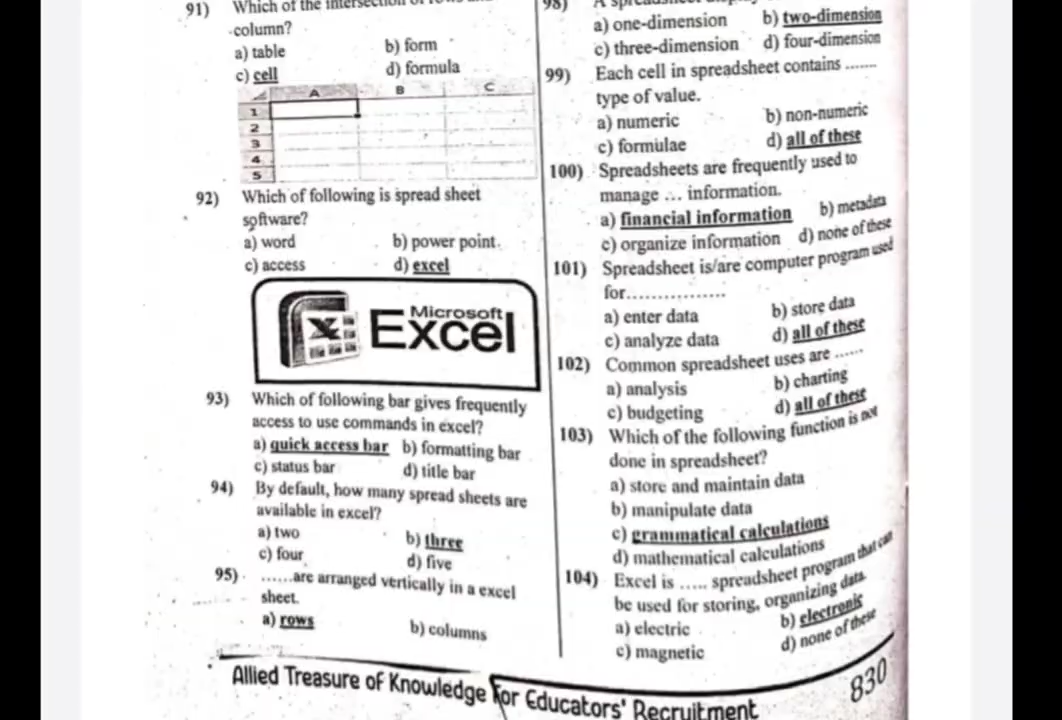 91) Which of the intersection of rows and
column?
a) table b) form
c) cell d) formula
A B C
1
2
3
4
5
92) Which of following is spread sheet
software?
a) word b) power point.
c) access d) excel
Microsoft
Excel
93) Which of following bar gives frequently
access to use commands in excel?
a) quick access bar b) formatting bar
c) status bar d) title bar
94) By default, how many spread sheets are
available in excel?
a) two b) three
c) four d) five
95) ......are arranged vertically in a excel
sheet.
a) rows b) columns
98) A
a) one-dimension b) two-dimension
c) three-dimension d) four-dimension
99) Each cell in spreadsheet contains .......
type of value.
a) numeric b) non-numeric
c) formulae d) all of these
100) Spreadsheets are frequently used to
manage ... information.
a) financial information b) metadata
c) organize information d) none of these
101) Spreadsheet is/are computer program used
for................
a) enter data b) store data
c) analyze data d) all of these
102) Common spreadsheet uses are ......
a) analysis b) charting
c) budgeting d) all of these
103) Which of the following function is not
done in spreadsheet?
a) store and maintain data
b) manipulate data
c) grammatical calculations
d) mathematical calculations
104) Excel is ..... spreadsheet program that can
be used for storing, organizing data.
a) electric b) electronic
c) magnetic d) none of these
Allied Treasure of Knowledge For Educators' Recruitment
830